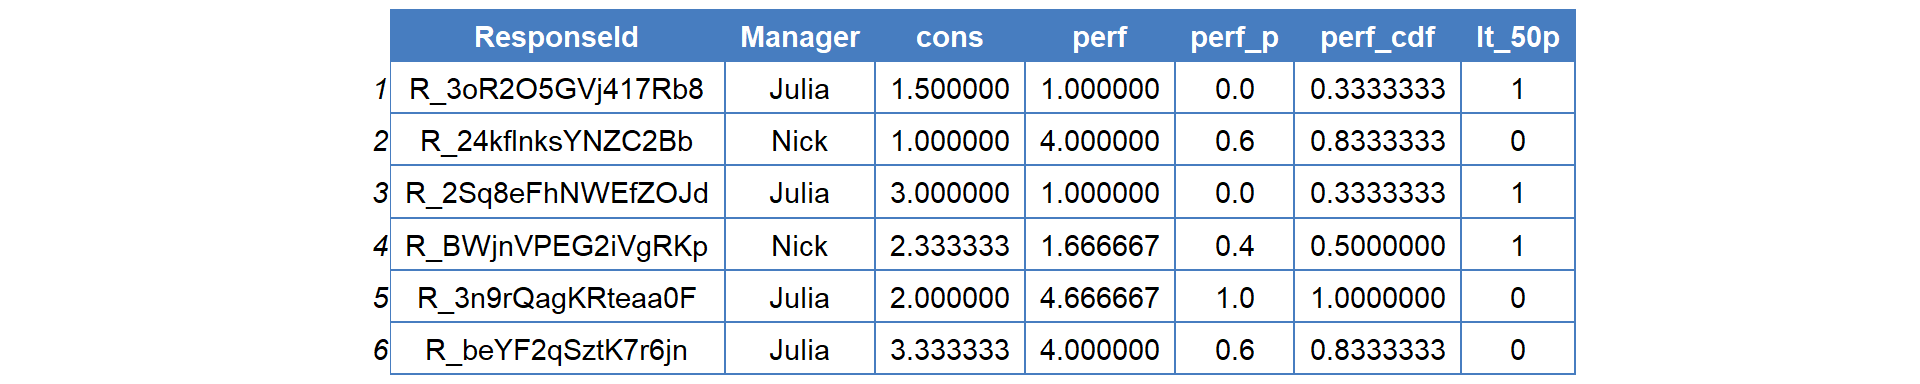 ResponseId Manager cons perf perf_p perf_cdf lt_50p
1 R_3oR2O5GVj417Rb8 Julia 1.500000 1.000000 0.0 0.3333333 1
2 R_24kflnksYNZC2Bb Nick 1.000000 4.000000 0.6 0.8333333 0
3 R_2Sq8eFhNWEfZOJd Julia 3.000000 1.000000 0.0 0.3333333 1
4 R_BWjnVPEG2iVgRKp Nick 2.333333 1.666667 0.4 0.5000000 1
5 R_3n9rQagKRteaa0F Julia 2.000000 4.666667 1.0 1.0000000 0
6 R_beYF2qSztK7r6jn Julia 3.333333 4.000000 0.6 0.8333333 0